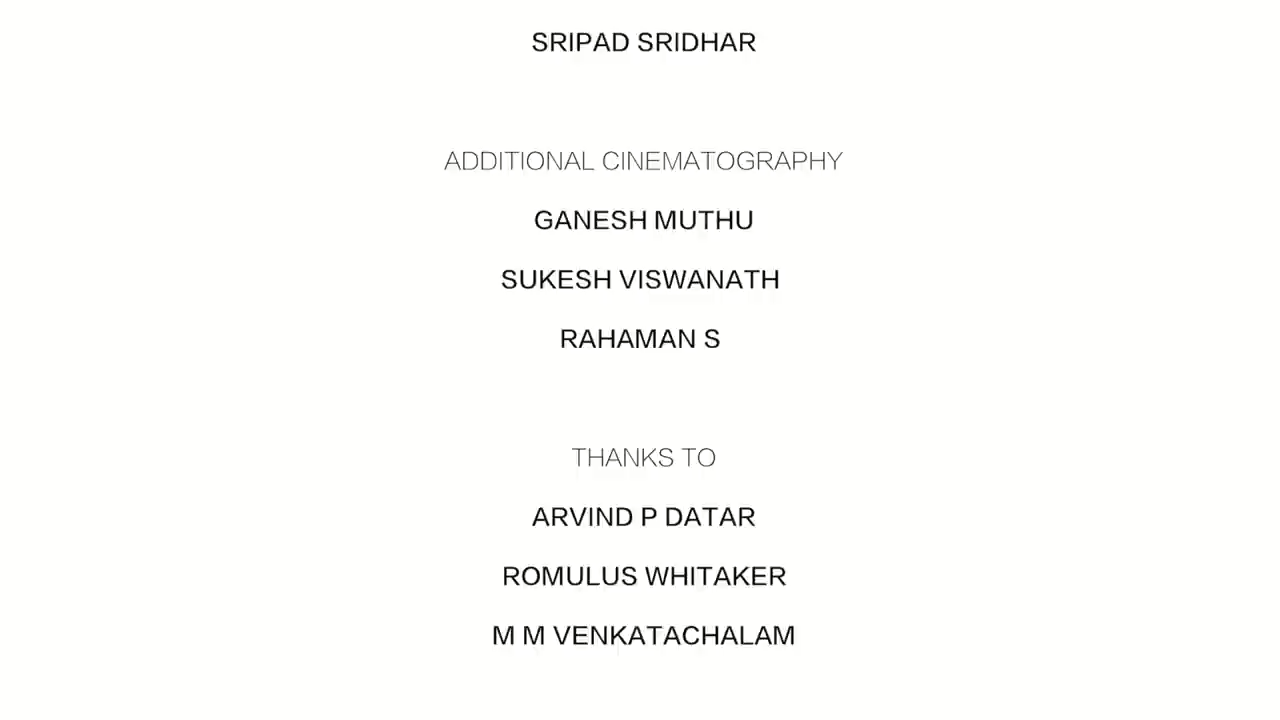 SRIPAD SRIDHAR
ADDITIONAL CINEMATOGRAPHY
GANESH MUTHU
SUKESH VISWANATH
RAHAMAN S
THANKS TO
ARVIND P DATAR
ROMULUS WHITAKER
M M VENKATACHALAM